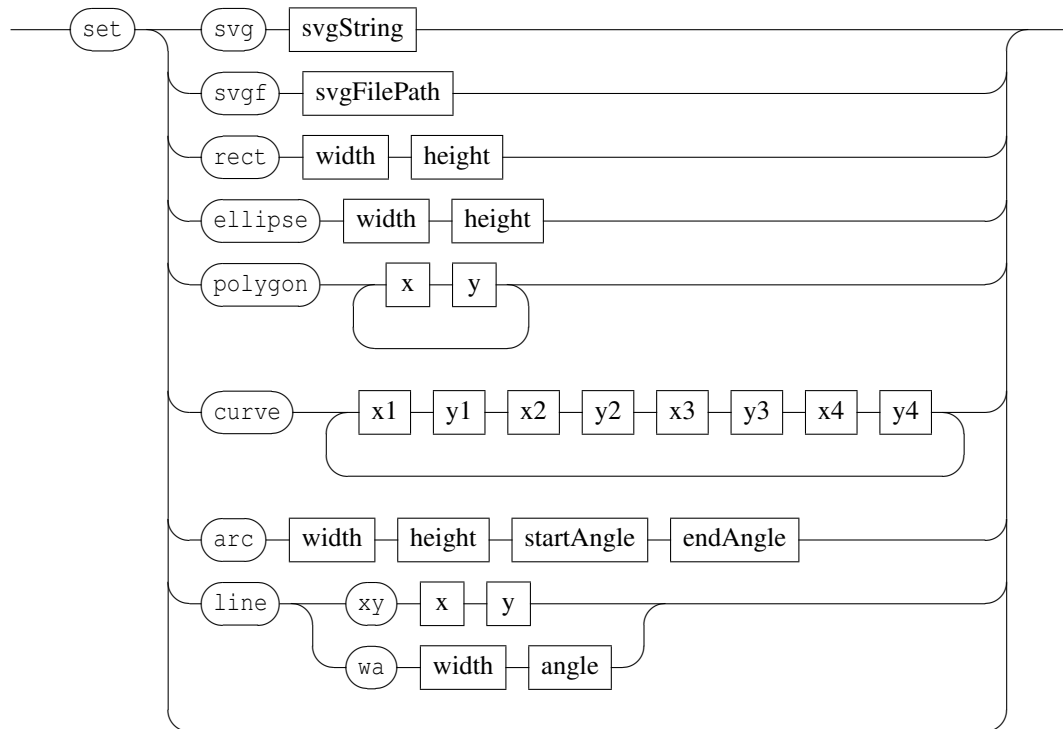 set svg svgString
svgf svgFilePath
rect width height
ellipse width height
polygon x y
curve x1 y1 x2 y2 x3 y3 x4 y4
arc width height startAngle endAngle
line xy x y
wa width angle